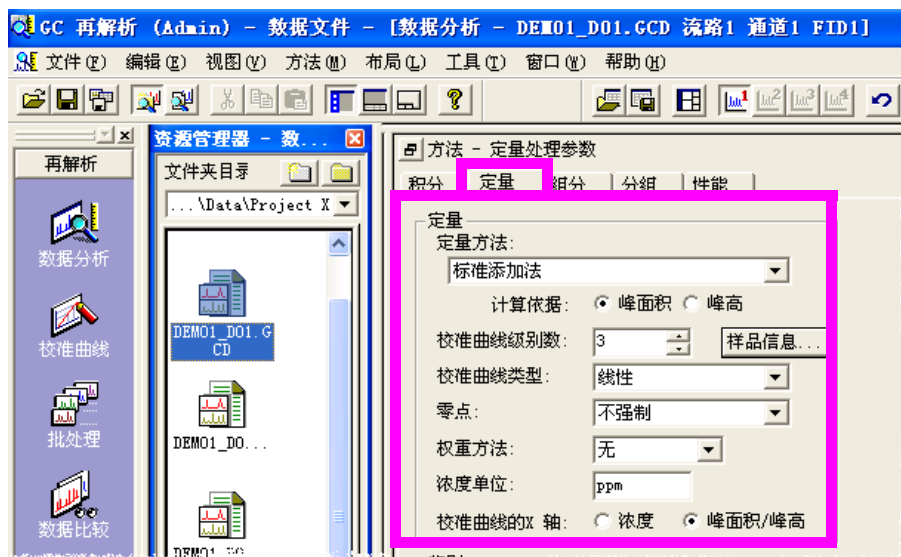 GC 再解析 (Admin) - 数据文件 - [数据分析 - DEMO1_D01.GCD 流路1 通道1 FID1]
文件(F) 编辑(E) 视图(V) 方法(M) 布局(L) 工具(T) 窗口(W) 帮助(H)
再解析
数据分析
校准曲线
批处理
数据比较
资源管理器 - 数...
文件夹目录
...\Data\Project X
DEMO1_D01.G
CD
DEMO1_D0...
方法 - 定量处理参数
积分 定量 组分 分组 性能
定量
定量方法:
标准添加法
计算依据: 峰面积 峰高
校准曲线级别数: 3 样品信息...
校准曲线类型: 线性
零点: 不强制
权重方法: 无
浓度单位: ppm
校准曲线的X 轴: 浓度 峰面积/峰高